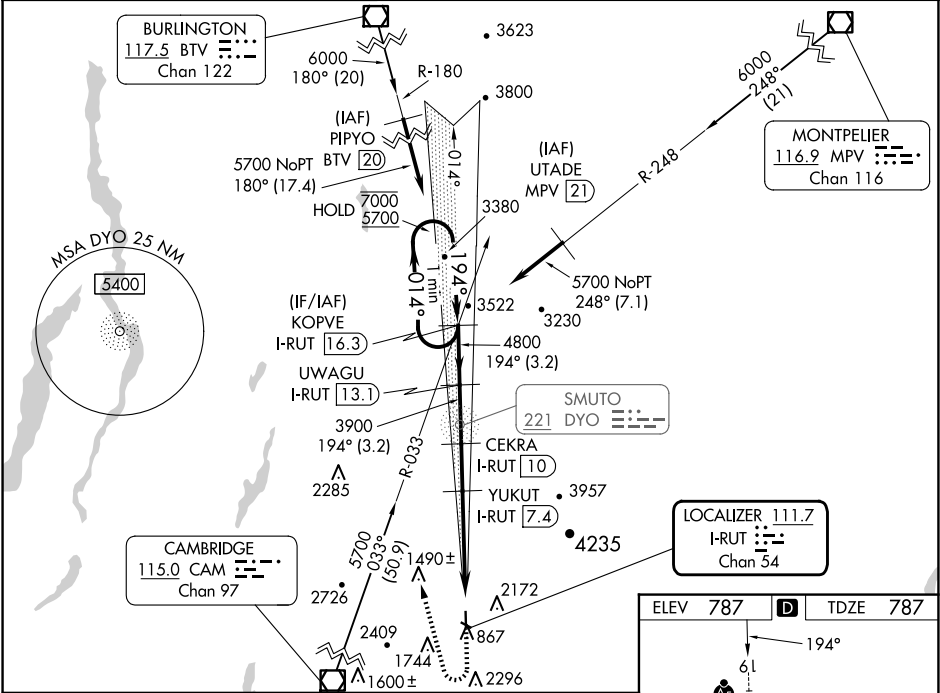 BURLINGTON
117.5 BTV
Chan 122
6000
180° (20)
R-180
3623
3800
(IAF)
PIPYO
BTV 20
5700 NoPT
180° (17.4)
HOLD 7000
5700
014°
3380
194°
1 min
014°
MONTPELIER
116.9 MPV
Chan 116
6000
248°
(21)
R-248
(IAF)
UTADE
MPV 21
5700 NoPT
248° (7.1)
MSA DYO 25 NM
5400
(IF/IAF)
KOPVE
I-RUT 16.3
3522
3230
4800
194° (3.2)
UWAGU
I-RUT 13.1
3900
194° (3.2)
SMUTO
221 DYO
CEKRA
I-RUT 10
YUKUT
I-RUT 7.4
3957
4235
R-033
2285
LOCALIZER 111.7
I-RUT
Chan 54
CAMBRIDGE
115.0 CAM
Chan 97
5700
033°
(50.9)
1490±
2726
2172
867
2409
1744
1600±
2296
ELEV 787 D TDZE 787
194°
19